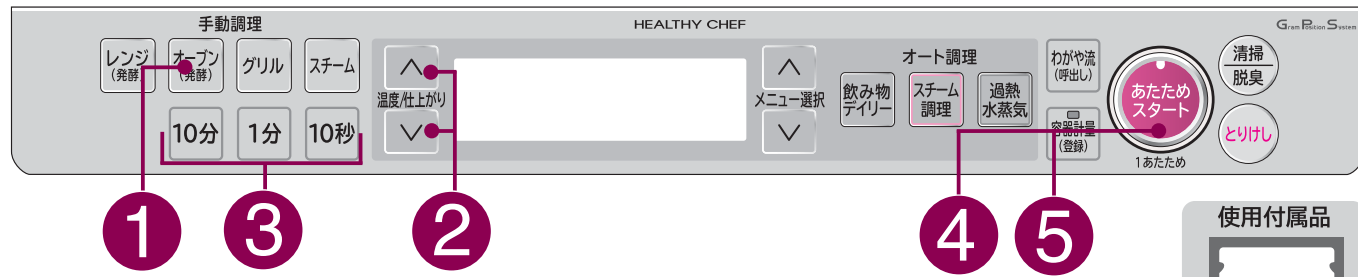 手動調理
HEALTHY CHEF
Gram Position System
レンジ
(発酵)
オーブン
(発酵)
グリル
スチーム
温度/仕上がり
メニュー選択
オート調理
飲み物
デイリー
スチーム
調理
過熱
水蒸気
わがや流
(呼出し)
あたため
スタート
清掃
脱臭
10分
1分
10秒
容器計量
(登録)
1あたため
とりけし
1
3
2
4
5
使用付属品